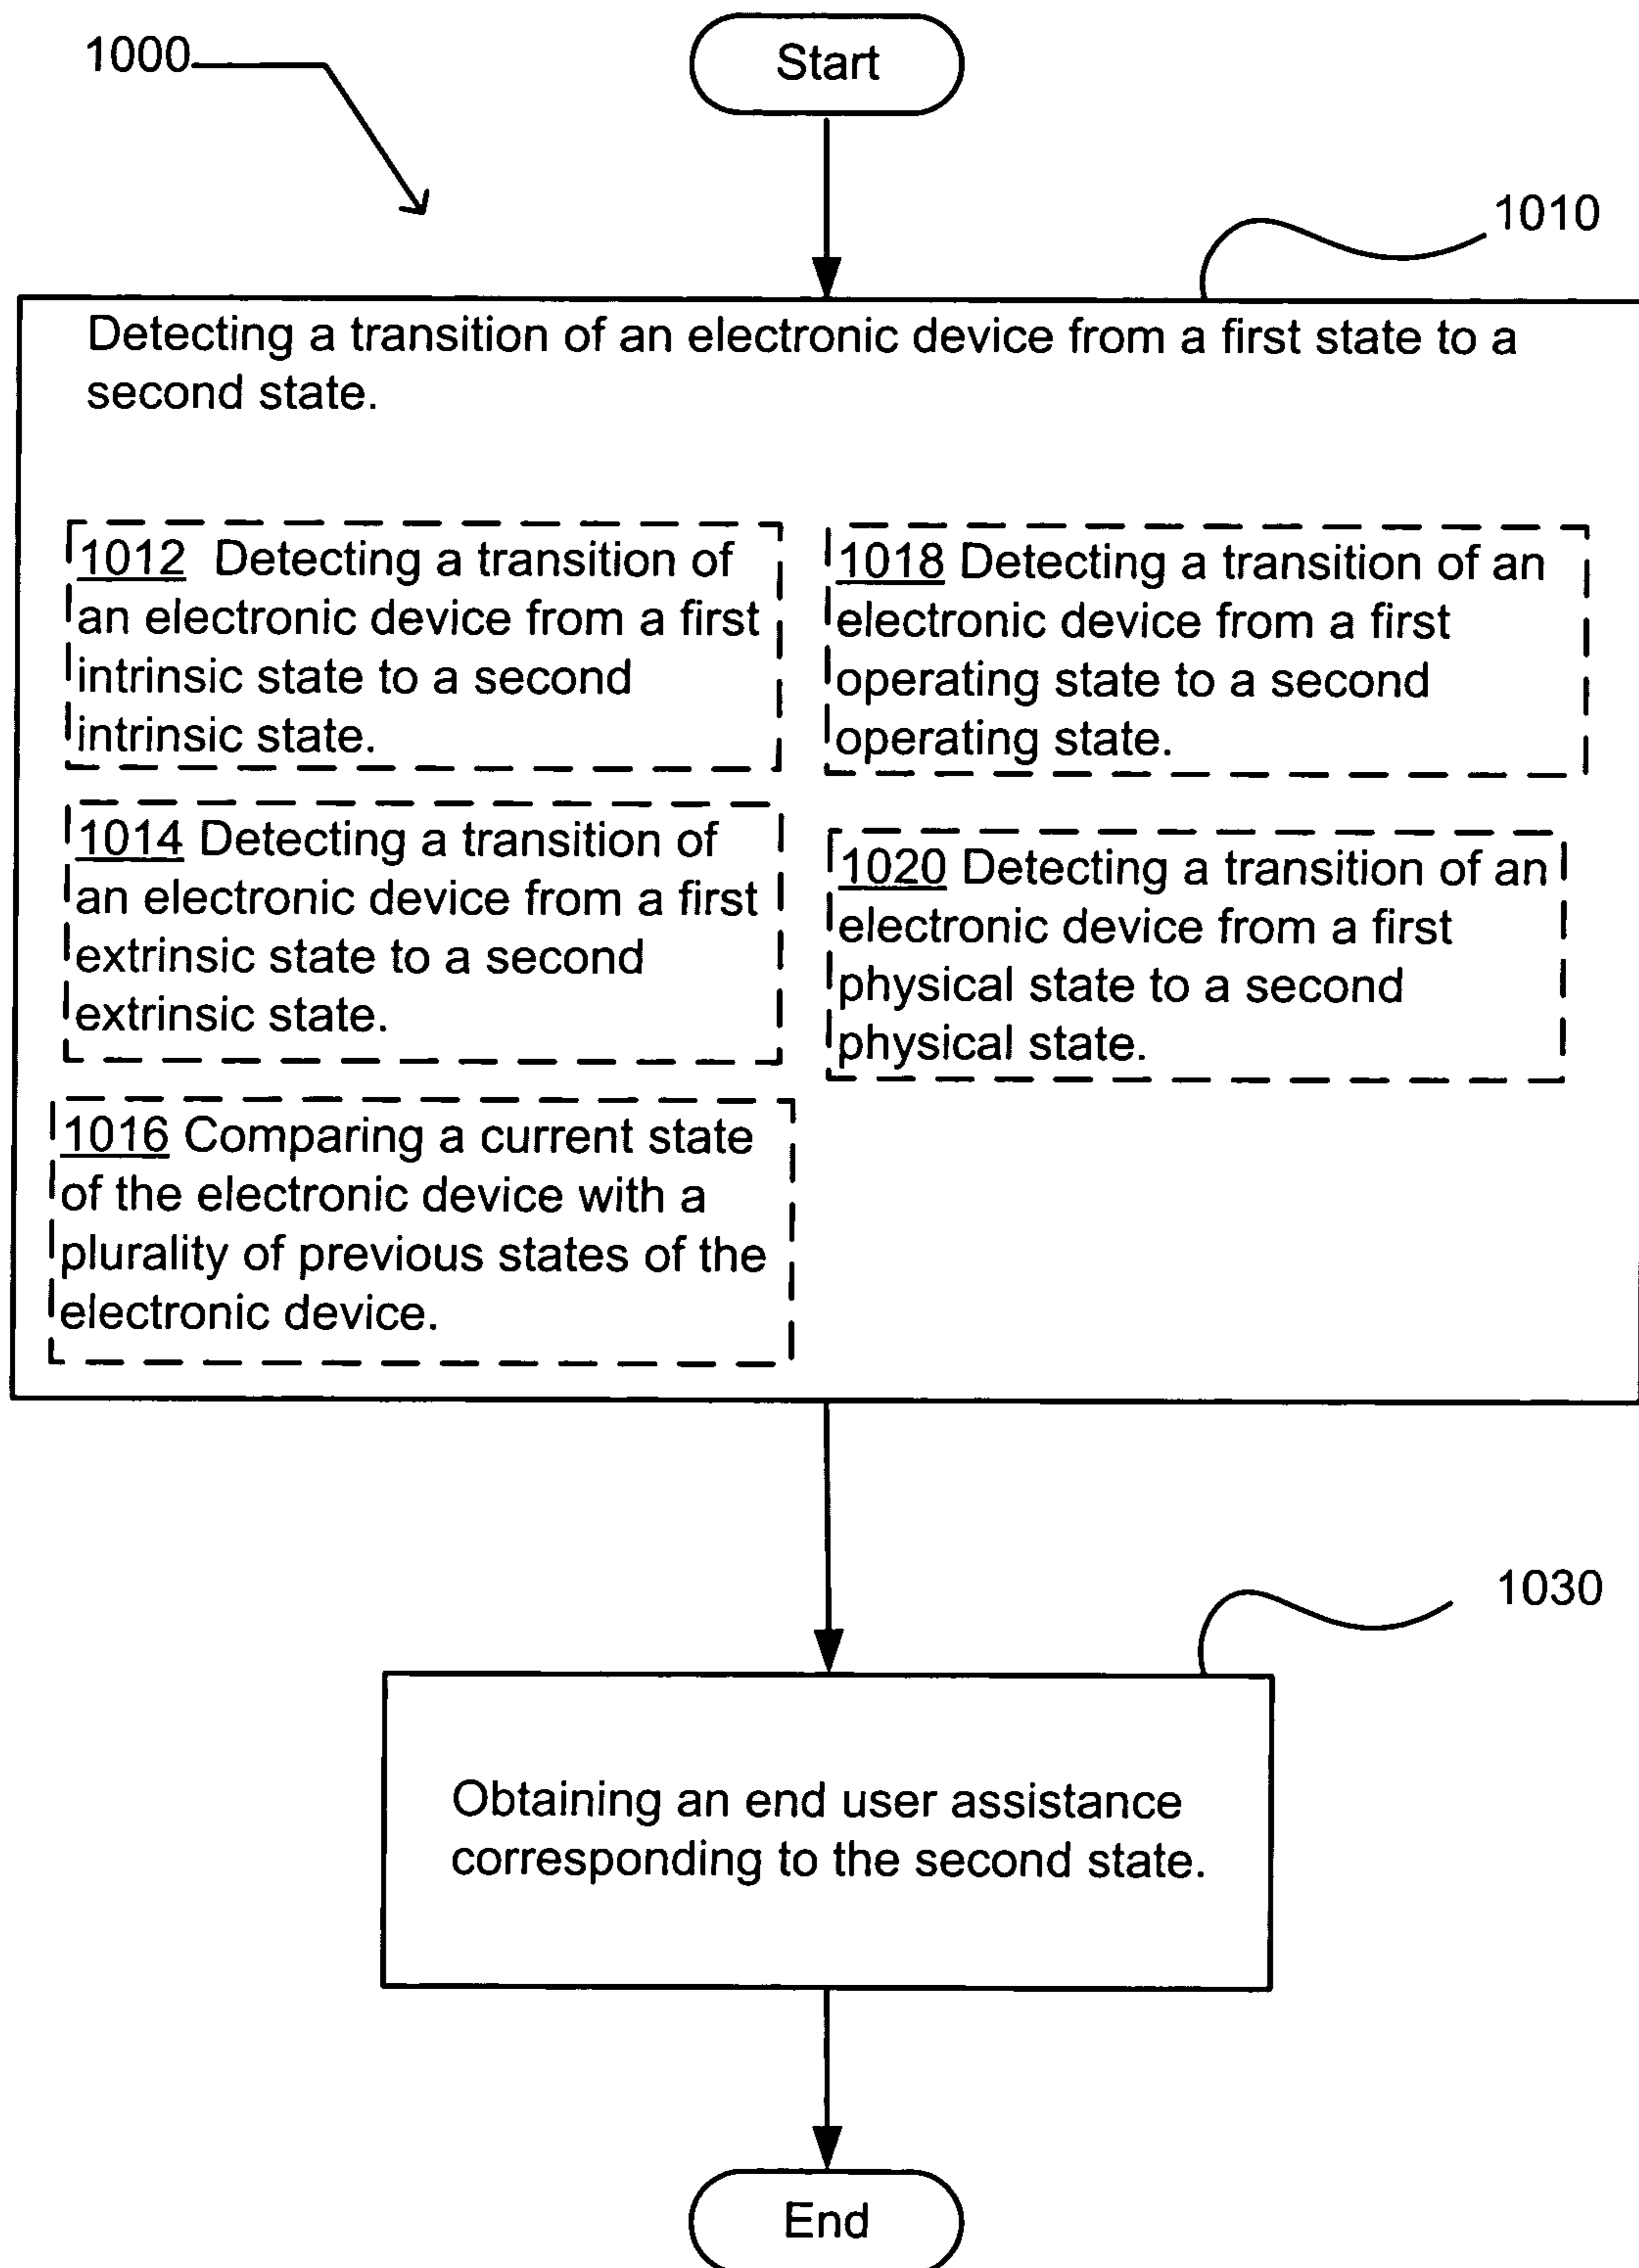 1000
Start
1010
Detecting a transition of an electronic device from a first state to a
second state.
1012 Detecting a transition of
an electronic device from a first
intrinsic state to a second
intrinsic state.
1014 Detecting a transition of
an electronic device from a first
extrinsic state to a second
extrinsic state.
1016 Comparing a current state
of the electronic device with a
plurality of previous states of the
electronic device.
1018 Detecting a transition of an
electronic device from a first
operating state to a second
operating state.
1020 Detecting a transition of an
electronic device from a first
physical state to a second
physical state.
1030
Obtaining an end user assistance
corresponding to the second state.
End